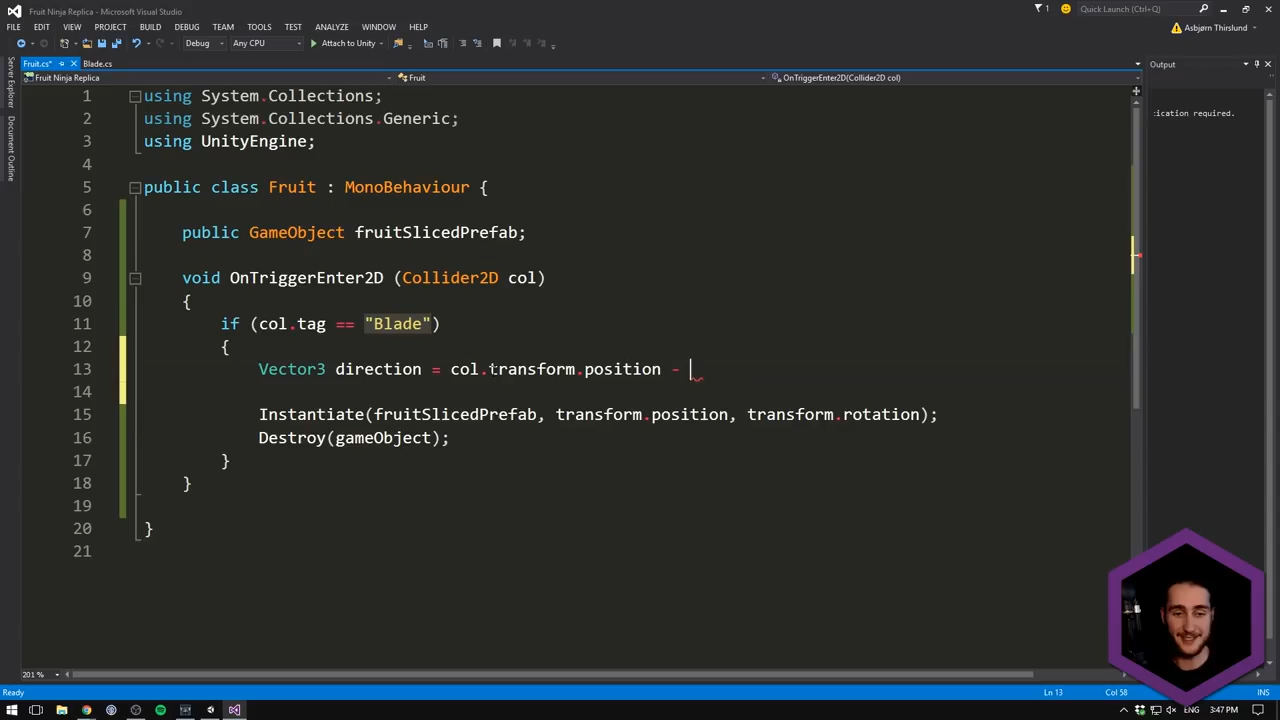 Fruit Ninja Replica - Microsoft Visual Studio
1
Quick Launch (Ctrl+Q)
FILE EDIT VIEW PROJECT BUILD DEBUG TEAM TOOLS TEST ANALYZE WINDOW HELP
Asbjørn Thirslund
Debug Any CPU Attach to Unity
Fruit.cs* Blade.cs
Output
Fruit Ninja Replica Fruit OnTriggerEnter2D(Collider2D col)
Server Explorer
Document Outline
1 using System.Collections;
2 using System.Collections.Generic;
3 using UnityEngine;
4
5 public class Fruit : MonoBehaviour {
6
7 public GameObject fruitSlicedPrefab;
8
9 void OnTriggerEnter2D (Collider2D col)
10 {
11 if (col.tag == "Blade")
12 {
13 Vector3 direction = col.transform.position -
14
15 Instantiate(fruitSlicedPrefab, transform.position, transform.rotation);
16 Destroy(gameObject);
17 }
18 }
19
20 }
21
ication required.
201 %
Ready Ln 13 Col 58 INS
ENG 3:47 PM